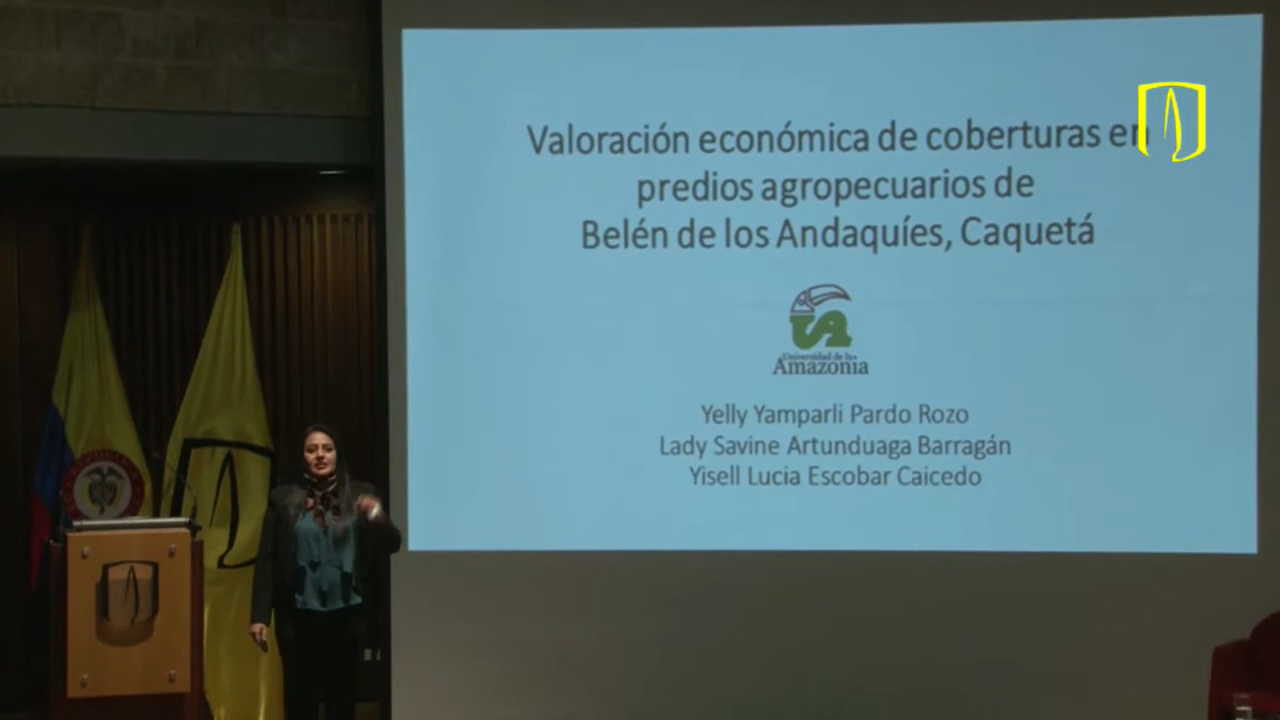 Valoración económica de coberturas en
predios agropecuarios de
Belén de los Andaquíes, Caquetá
Universidad de la
Amazonia
Yelly Yamparli Pardo Rozo
Lady Savine Artunduaga Barragán
Yisell Lucia Escobar Caicedo